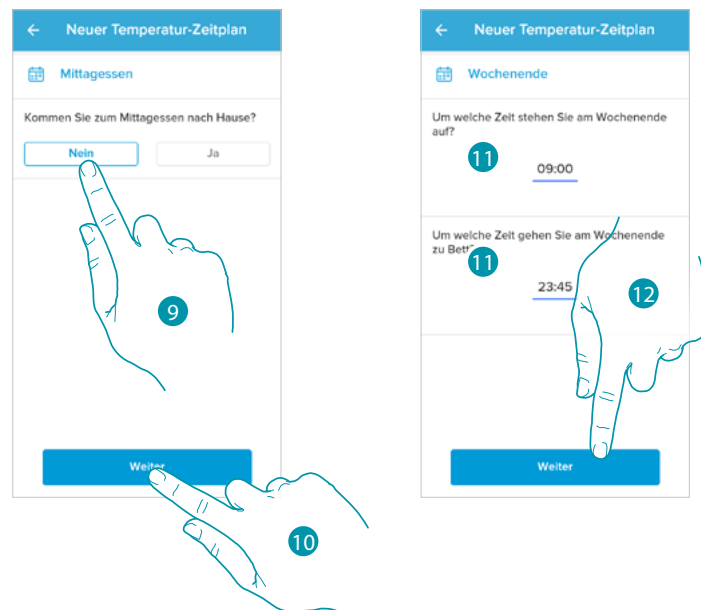 Neuer Temperatur-Zeitplan
Mittagessen
Kommen Sie zum Mittagessen nach Hause?
Nein
Ja
9
Weiter
10
Neuer Temperatur-Zeitplan
Wochenende
Um welche Zeit stehen Sie am Wochenende
auf?
11
09:00
Um welche Zeit gehen Sie am Wochenende
zu Bett?
11
23:45
12
Weiter